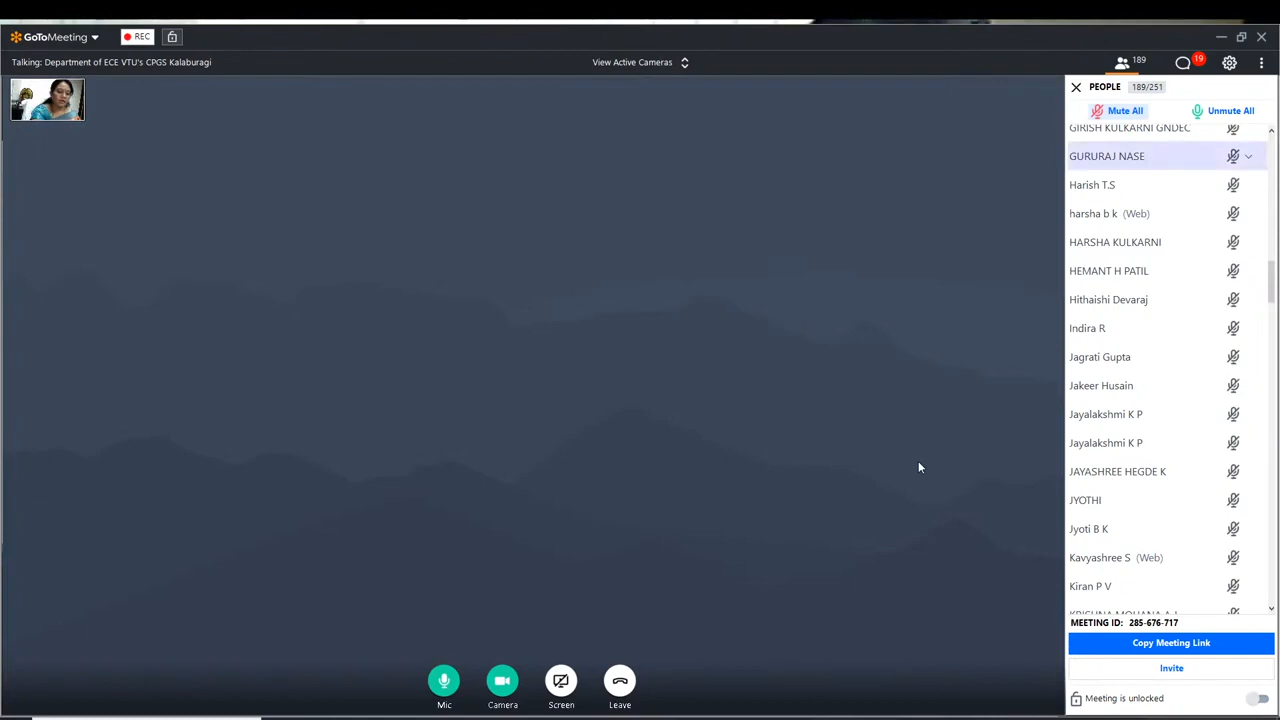 GoToMeeting
REC
Talking: Department of ECE VTU's CPGS Kalaburagi
View Active Cameras
189
19
PEOPLE 189/251
Mute All
Unmute All
GIRISH KULKARNI GNDEC
GURURAJ NASE
Harish T.S
harsha b k (Web)
HARSHA KULKARNI
HEMANT H PATIL
Hithaishi Devaraj
Indira R
Jagrati Gupta
Jakeer Husain
Jayalakshmi K P
Jayalakshmi K P
JAYASHREE HEGDE K
JYOTHI
Jyoti B K
Kavyashree S (Web)
Kiran P V
MEETING ID: 285-676-717
Copy Meeting Link
Invite
Meeting is unlocked
Mic
Camera
Screen
Leave